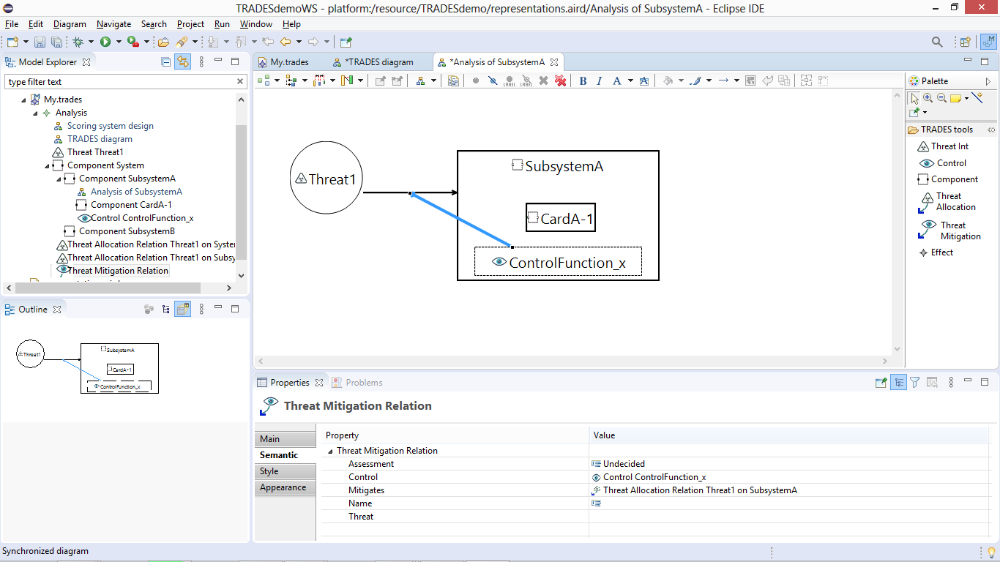 TRADESdemoWS - platform:/resource/TRADESdemo/representations.aird/Analysis of SubsystemA - Eclipse IDE
File Edit Diagram Navigate Search Project Run Window Help
Model Explorer
type filter text
My.trades
Analysis
Scoring system design
TRADES diagram
Threat Threat1
Component System
Component SubsystemA
Analysis of SubsystemA
Component CardA-1
Control ControlFunction_x
Component SubsystemB
Threat Allocation Relation Threat1 on System
Threat Allocation Relation Threat1 on Subsy
Threat Mitigation Relation
Outline
Threat1
SubsystemA
CardA-1
ControlFunction_x
My.trades *TRADES diagram *Analysis of SubsystemA
LABEL LABEL LABEL
B I A A
Threat1
SubsystemA
CardA-1
ControlFunction_x
Palette
TRADES tools
Threat Int
Control
Component
Threat
Allocation
Threat
Mitigation
Effect
Properties Problems
Threat Mitigation Relation
Main
Semantic
Style
Appearance
Property Value
Threat Mitigation Relation
Assessment Undecided
Control Control ControlFunction_x
Mitigates Threat Allocation Relation Threat1 on SubsystemA
Name
Threat
Synchronized diagram